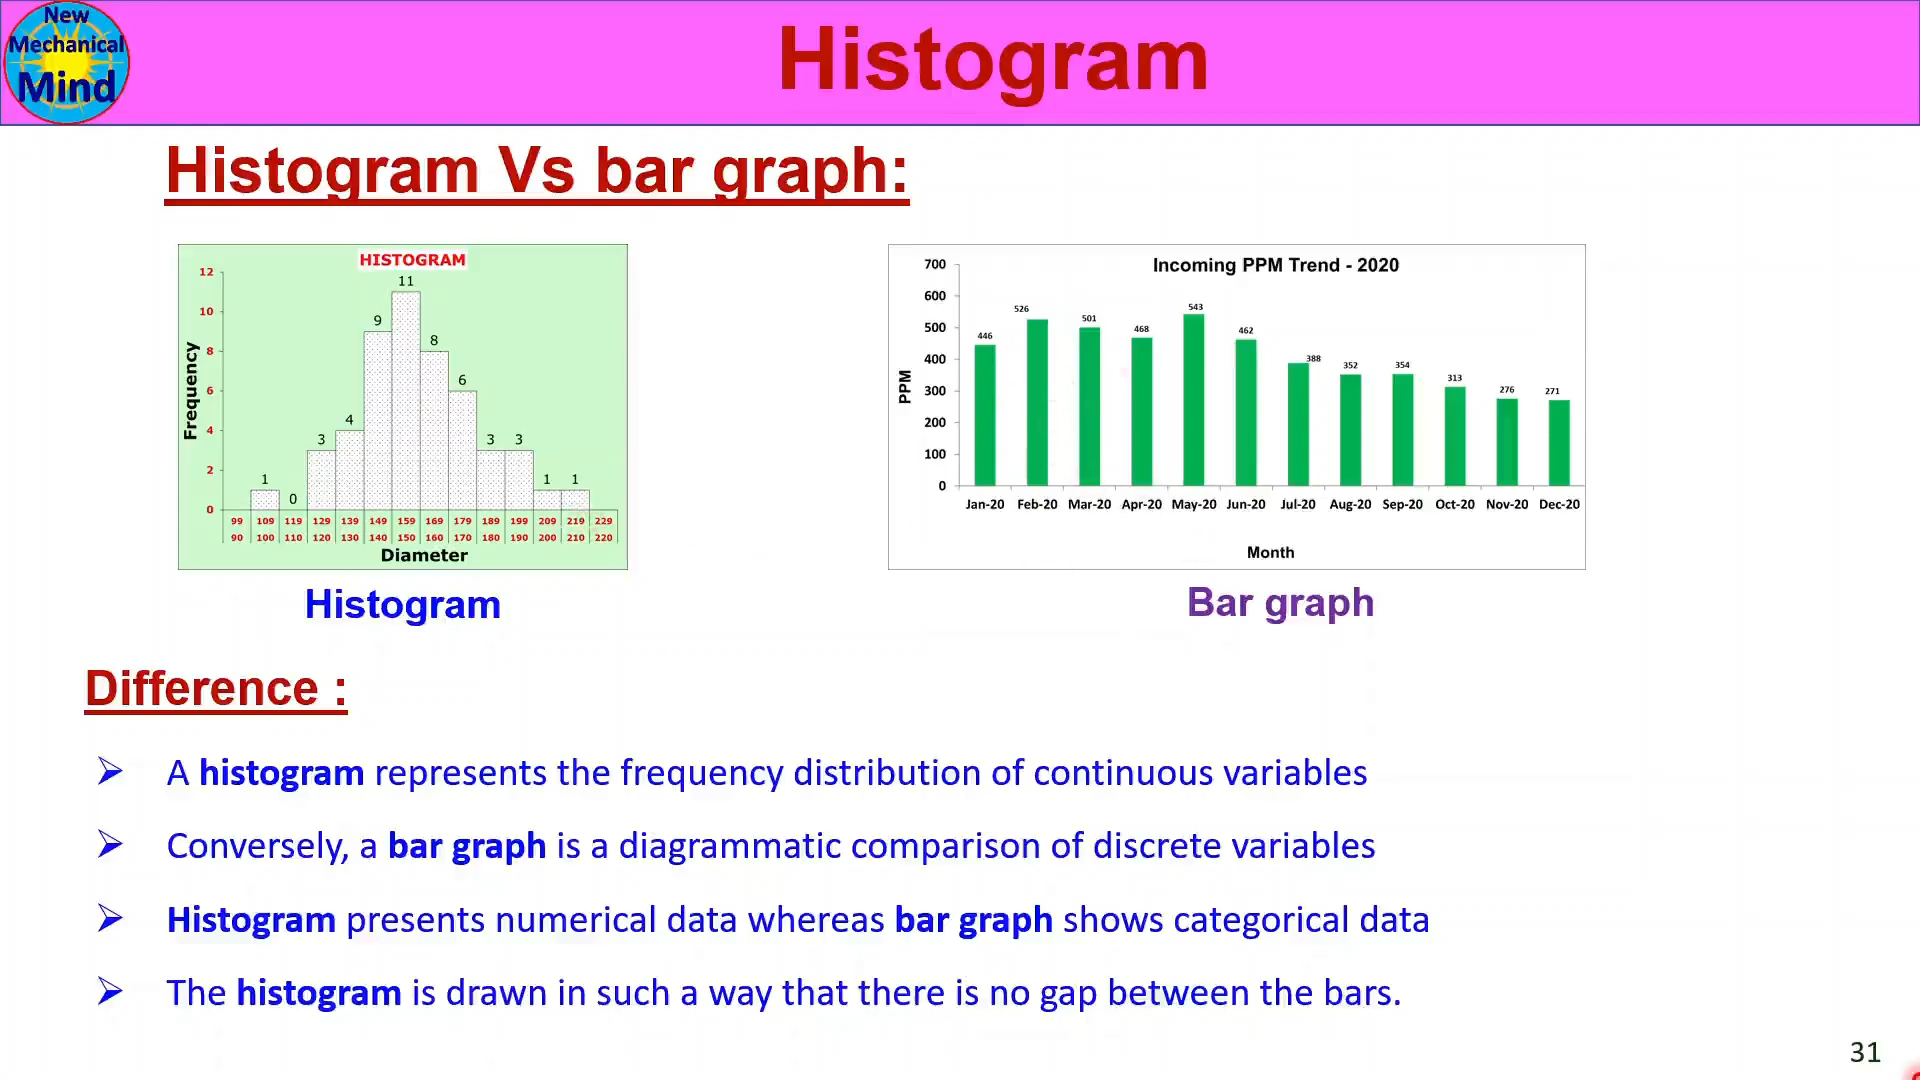 New
Mechanical
Mind
Histogram
Histogram Vs bar graph:
HISTOGRAM
12
10
8
6
4
2
0
Frequency
1
0
3
4
9
11
8
6
3
3
1
1
99 109 119 129 139 149 159 169 179 189 199 209 219 229
90 100 110 120 130 140 150 160 170 180 190 200 210 220
Diameter
Histogram
Incoming PPM Trend - 2020
700
600
500
400
300
200
100
0
PPM
446
526
501
468
543
462
388
352
354
313
276
271
Jan-20 Feb-20 Mar-20 Apr-20 May-20 Jun-20 Jul-20 Aug-20 Sep-20 Oct-20 Nov-20 Dec-20
Month
Bar graph
Difference :
A histogram represents the frequency distribution of continuous variables
Conversely, a bar graph is a diagrammatic comparison of discrete variables
Histogram presents numerical data whereas bar graph shows categorical data
The histogram is drawn in such a way that there is no gap between the bars.
31